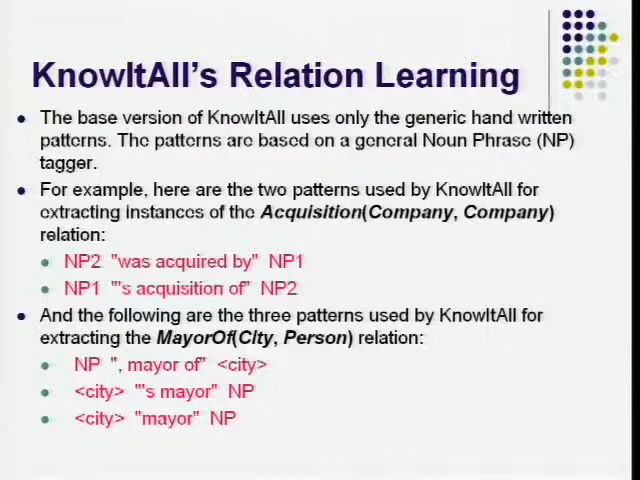 KnowItAll's Relation Learning
The base version of KnowItAll uses only the generic hand written
patterns. The patterns are based on a general Noun Phrase (NP)
tagger.
For example, here are the two patterns used by KnowItAll for
extracting instances of the Acquisition(Company, Company)
relation:
NP2 "was acquired by" NP1
NP1 "'s acquisition of" NP2
And the following are the three patterns used by KnowItAll for
extracting the MayorOf(City, Person) relation:
NP ", mayor of" <city>
<city> "'s mayor" NP
<city> "mayor" NP